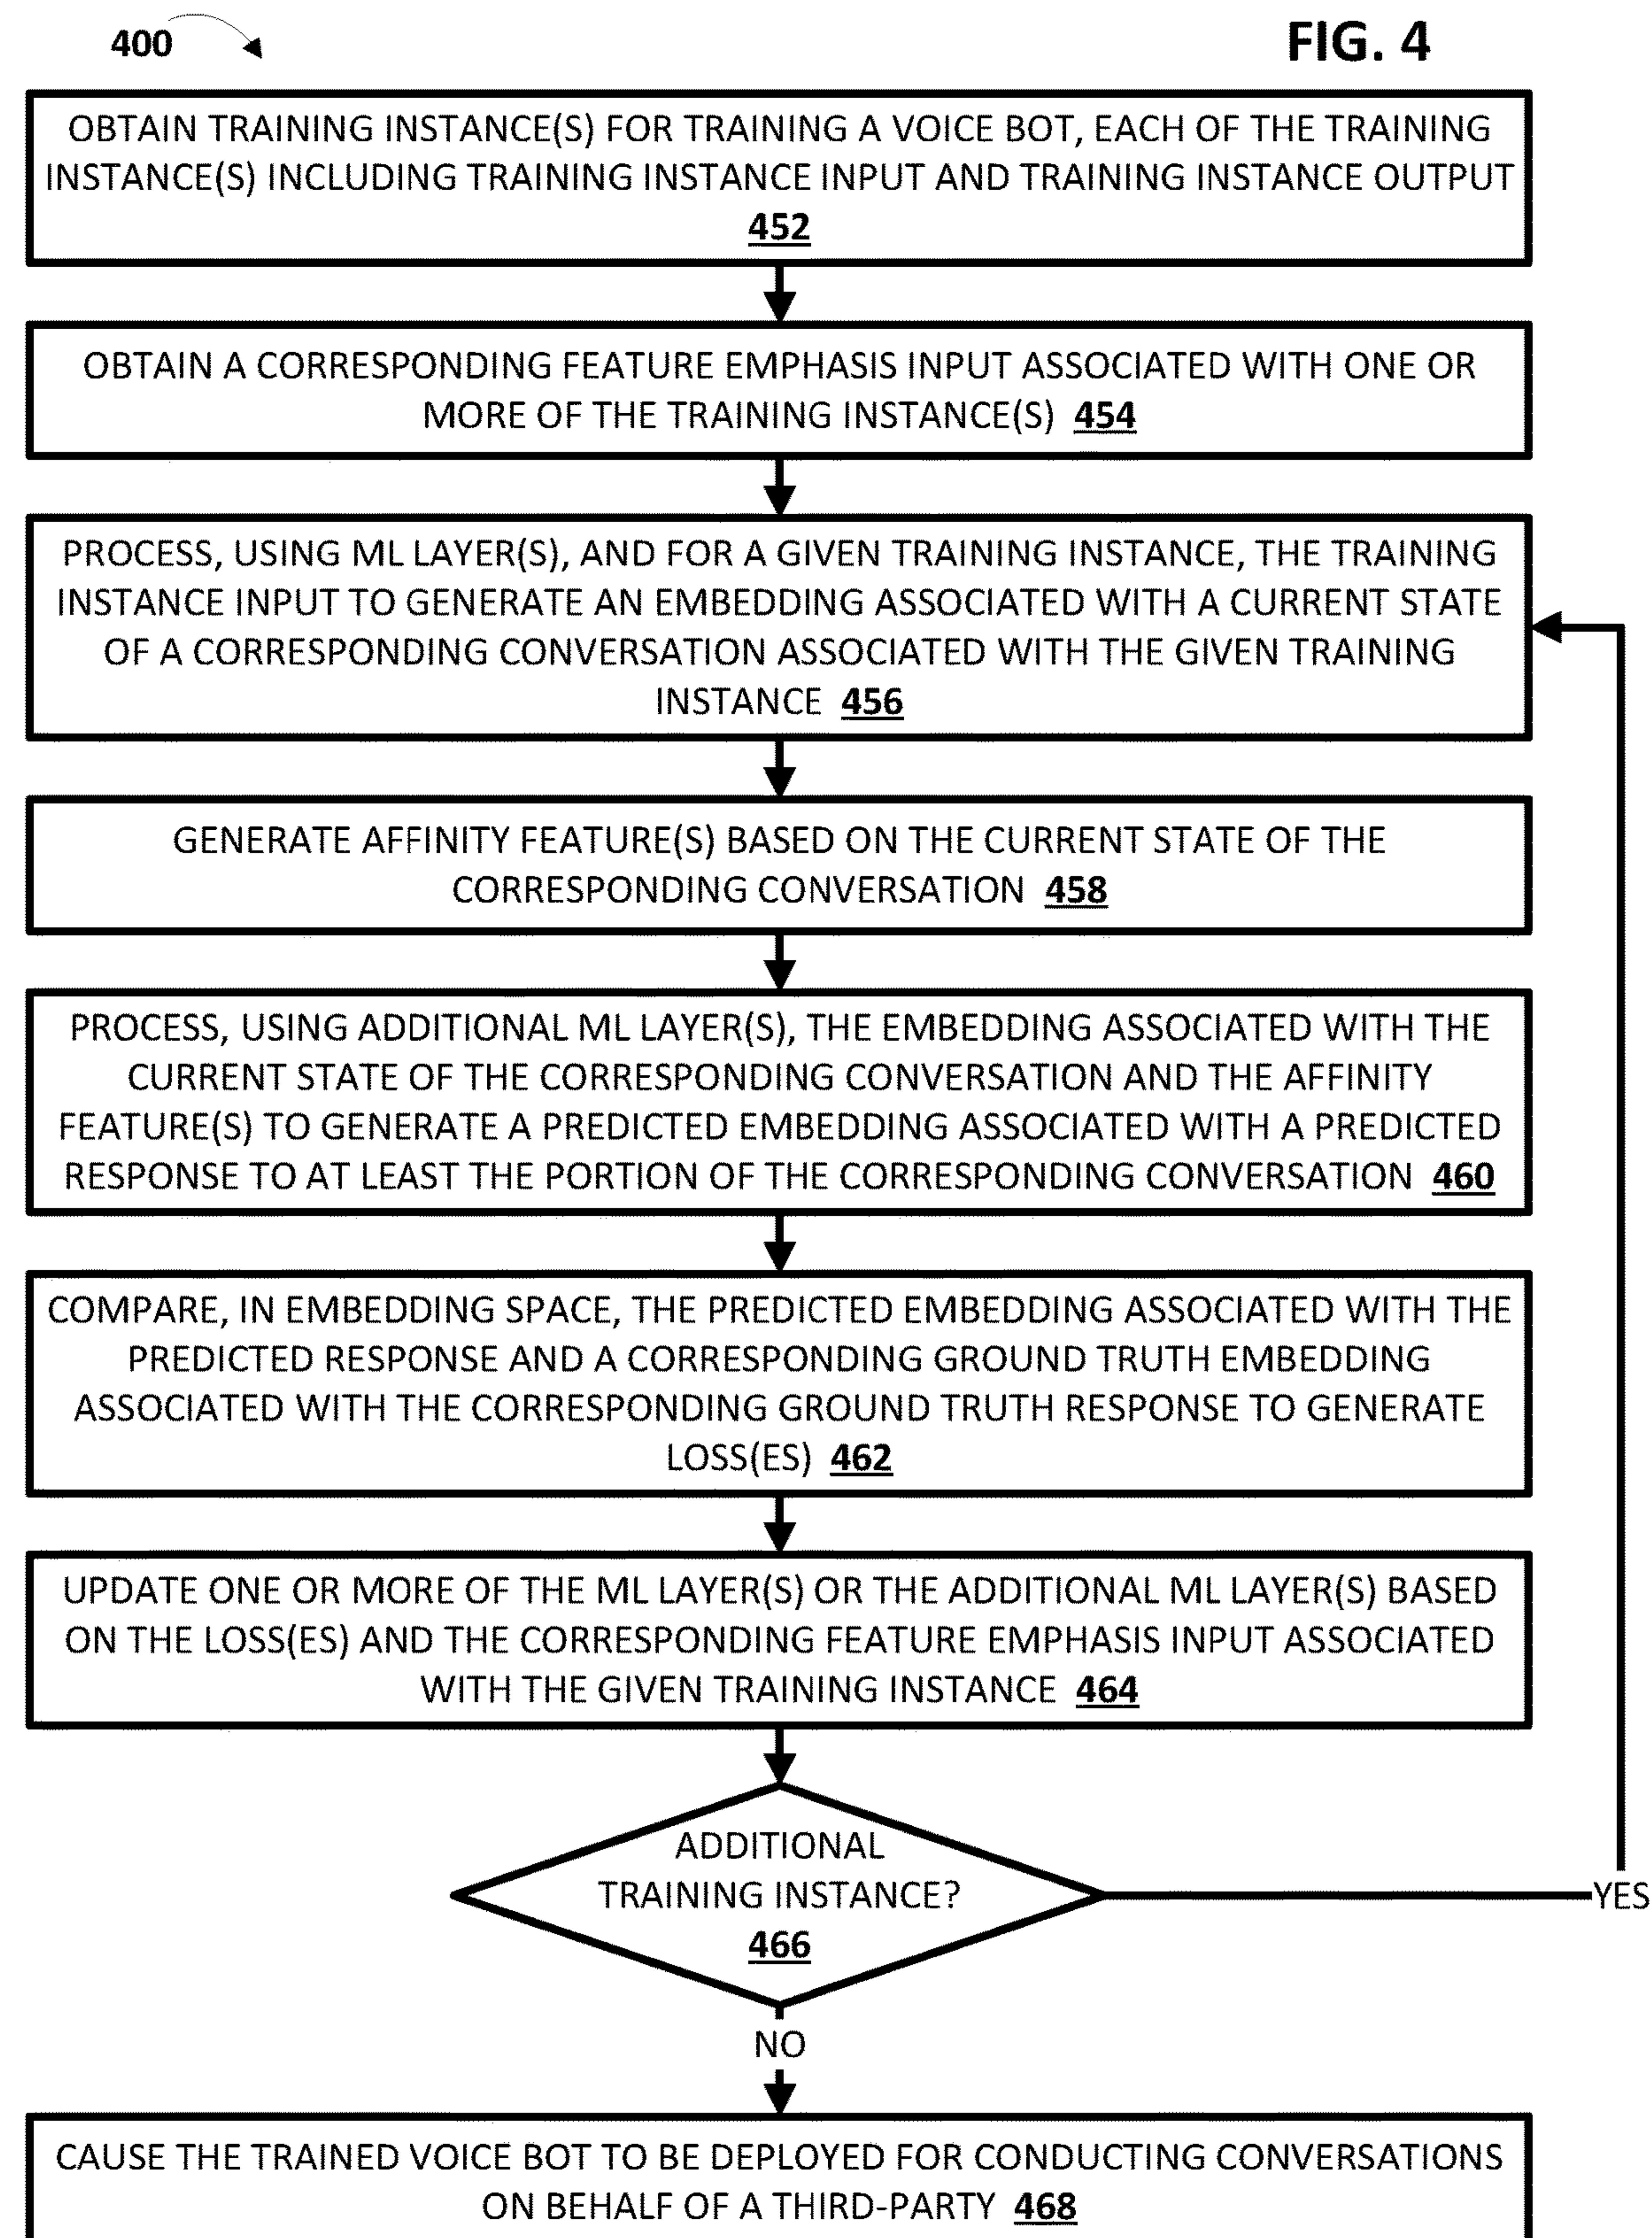 400
FIG. 4
OBTAIN TRAINING INSTANCE(S) FOR TRAINING A VOICE BOT, EACH OF THE TRAINING
INSTANCE(S) INCLUDING TRAINING INSTANCE INPUT AND TRAINING INSTANCE OUTPUT
452
OBTAIN A CORRESPONDING FEATURE EMPHASIS INPUT ASSOCIATED WITH ONE OR
MORE OF THE TRAINING INSTANCE(S) 454
PROCESS, USING ML LAYER(S), AND FOR A GIVEN TRAINING INSTANCE, THE TRAINING
INSTANCE INPUT TO GENERATE AN EMBEDDING ASSOCIATED WITH A CURRENT STATE
OF A CORRESPONDING CONVERSATION ASSOCIATED WITH THE GIVEN TRAINING
INSTANCE 456
GENERATE AFFINITY FEATURE(S) BASED ON THE CURRENT STATE OF THE
CORRESPONDING CONVERSATION 458
PROCESS, USING ADDITIONAL ML LAYER(S), THE EMBEDDING ASSOCIATED WITH THE
CURRENT STATE OF THE CORRESPONDING CONVERSATION AND THE AFFINITY
FEATURE(S) TO GENERATE A PREDICTED EMBEDDING ASSOCIATED WITH A PREDICTED
RESPONSE TO AT LEAST THE PORTION OF THE CORRESPONDING CONVERSATION 460
COMPARE, IN EMBEDDING SPACE, THE PREDICTED EMBEDDING ASSOCIATED WITH THE
PREDICTED RESPONSE AND A CORRESPONDING GROUND TRUTH EMBEDDING
ASSOCIATED WITH THE CORRESPONDING GROUND TRUTH RESPONSE TO GENERATE
LOSS(ES) 462
UPDATE ONE OR MORE OF THE ML LAYER(S) OR THE ADDITIONAL ML LAYER(S) BASED
ON THE LOSS(ES) AND THE CORRESPONDING FEATURE EMPHASIS INPUT ASSOCIATED
WITH THE GIVEN TRAINING INSTANCE 464
ADDITIONAL
TRAINING INSTANCE?
466
YES
NO
CAUSE THE TRAINED VOICE BOT TO BE DEPLOYED FOR CONDUCTING CONVERSATIONS
ON BEHALF OF A THIRD-PARTY 468